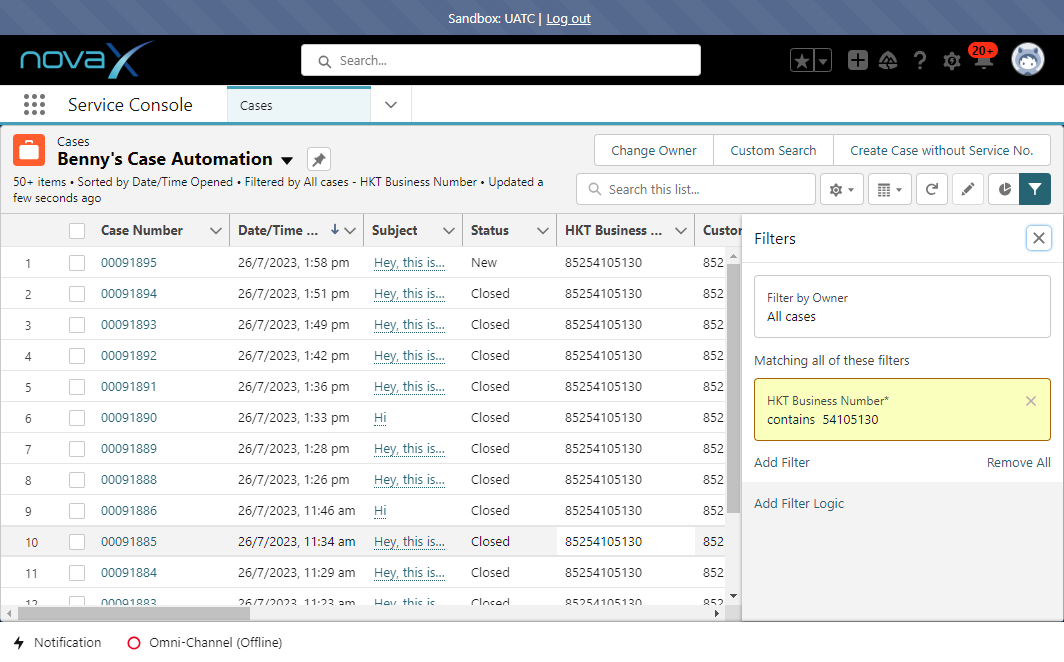 Sandbox: UATC | Log out
novaX
Search...
20+
Service Console
Cases
Cases
Benny's Case Automation
Change Owner
Custom Search
Create Case without Service No.
50+ items • Sorted by Date/Time Opened • Filtered by All cases - HKT Business Number • Updated a
few seconds ago
Search this list...
Case Number Date/Time ... Subject Status HKT Business ... Custor
1 00091895 26/7/2023, 1:58 pm Hey, this is... New 85254105130 852
2 00091894 26/7/2023, 1:51 pm Hey, this is... Closed 85254105130 852
3 00091893 26/7/2023, 1:49 pm Hey, this is... Closed 85254105130 852
4 00091892 26/7/2023, 1:42 pm Hey, this is... Closed 85254105130 852
5 00091891 26/7/2023, 1:36 pm Hey, this is... Closed 85254105130 852
6 00091890 26/7/2023, 1:33 pm Hi Closed 85254105130 852
7 00091889 26/7/2023, 1:28 pm Hey, this is... Closed 85254105130 852
8 00091888 26/7/2023, 1:26 pm Hey, this is... Closed 85254105130 852
9 00091886 26/7/2023, 11:46 am Hi Closed 85254105130 852
10 00091885 26/7/2023, 11:34 am Hey, this is... Closed 85254105130 852
11 00091884 26/7/2023, 11:29 am Hey, this is... Closed 85254105130 852
12 00091883 26/7/2023, 11:23 am Hey, this is... Closed 85254105130 852
Filters
Filter by Owner
All cases
Matching all of these filters
HKT Business Number*
contains 54105130
Add Filter
Remove All
Add Filter Logic
Notification
Omni-Channel (Offline)